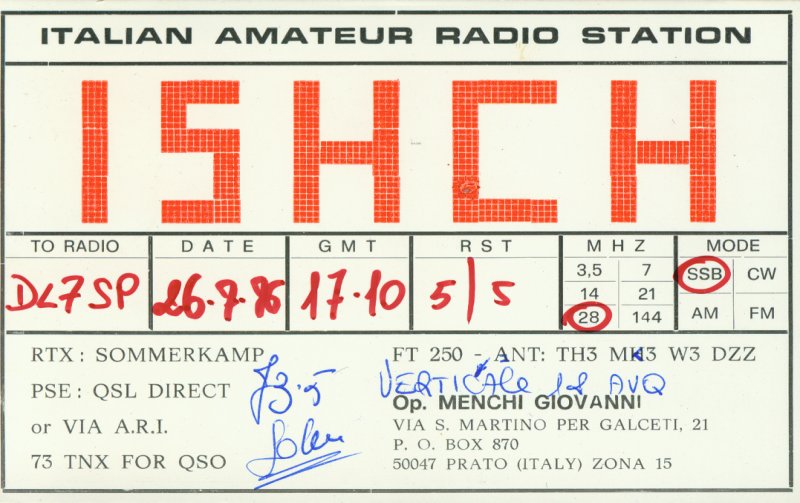 ITALIAN AMATEUR RADIO STATION
I5HCH
TO RADIO DATE GMT RST MHZ MODE
DL7SP 26.7.86 17.10 5/5
3,5 7 SSB CW
14 21
28 144 AM FM
RTX: SOMMERKAMP FT 250 - ANT: TH3 MK3 W3 DZZ
PSE: QSL DIRECT 73.5 VERTICALE 18 AVQ
Op. MENCHI GIOVANNI
or VIA A.R.I. VIA S. MARTINO PER GALCETI, 21
P. O. BOX 870
73 TNX FOR QSO 50047 PRATO (ITALY) ZONA 15